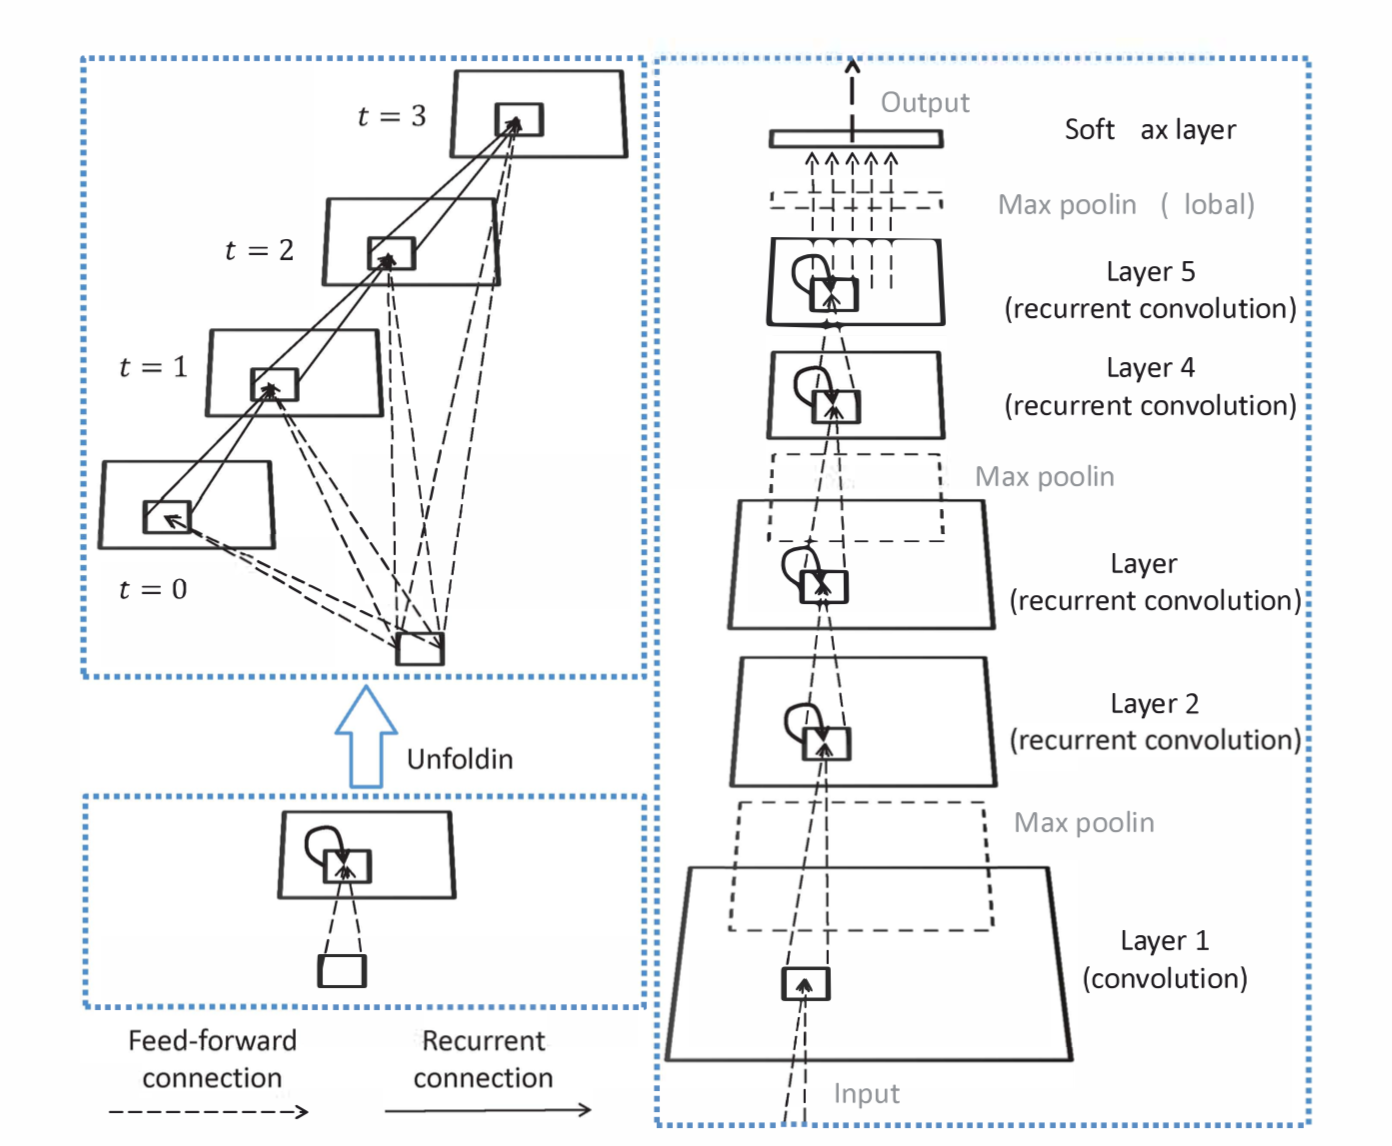 t = 3
t = 2
t = 1
t = 0
Unfoldin
Feed-forward
connection
Recurrent
connection
Output
Soft ax layer
Max poolin ( lobal)
Layer 5
(recurrent convolution)
Layer 4
(recurrent convolution)
Max poolin
Layer
(recurrent convolution)
Layer 2
(recurrent convolution)
Max poolin
Layer 1
(convolution)
Input